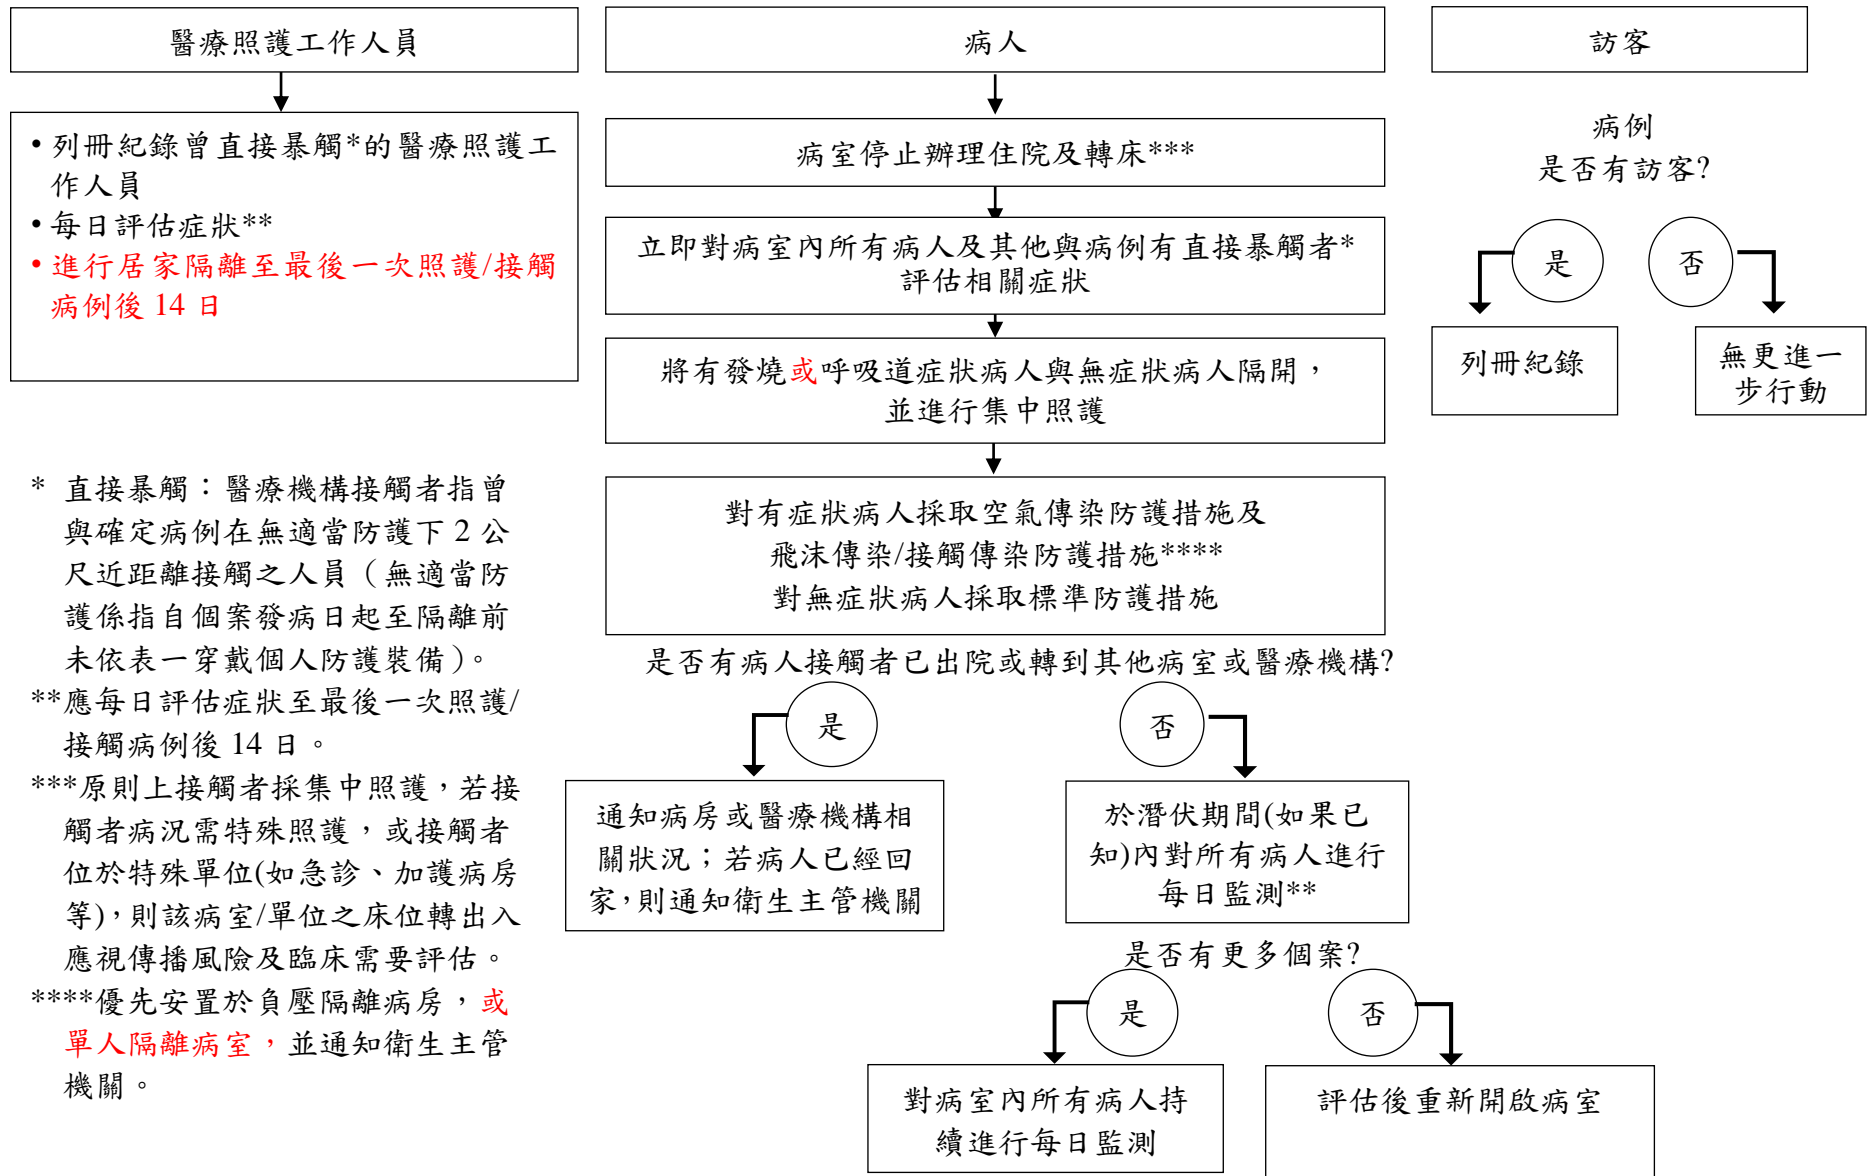 醫療照護工作人員
• 列冊紀錄曾直接暴觸*的醫療照護工
作人員
• 每日評估症狀**
• 進行居家隔離至最後一次照護/接觸
病例後 14 日
* 直接暴觸：醫療機構接觸者指曾
與確定病例在無適當防護下 2 公
尺近距離接觸之人員（無適當防
護係指自個案發病日起至隔離前
未依表一穿戴個人防護裝備）。
**應每日評估症狀至最後一次照護/
接觸病例後 14 日。
***原則上接觸者採集中照護，若接
觸者病況需特殊照護，或接觸者
位於特殊單位(如急診、加護病房
等)，則該病室/單位之床位轉出入
應視傳播風險及臨床需要評估。
****優先安置於負壓隔離病房，或
單人隔離病室，並通知衛生主管
機關。
病人
病室停止辦理住院及轉床***
立即對病室內所有病人及其他與病例有直接暴觸者*
評估相關症狀
將有發燒或呼吸道症狀病人與無症狀病人隔開，
並進行集中照護
對有症狀病人採取空氣傳染防護措施及
飛沫傳染/接觸傳染防護措施****
對無症狀病人採取標準防護措施
是否有病人接觸者已出院或轉到其他病室或醫療機構?
是
否
通知病房或醫療機構相
關狀況；若病人已經回
家，則通知衛生主管機關
於潛伏期間(如果已
知)內對所有病人進行
每日監測**
是否有更多個案?
是
否
對病室內所有病人持
續進行每日監測
評估後重新開啟病室
訪客
病例
是否有訪客?
是
否
列冊紀錄
無更進一
步行動